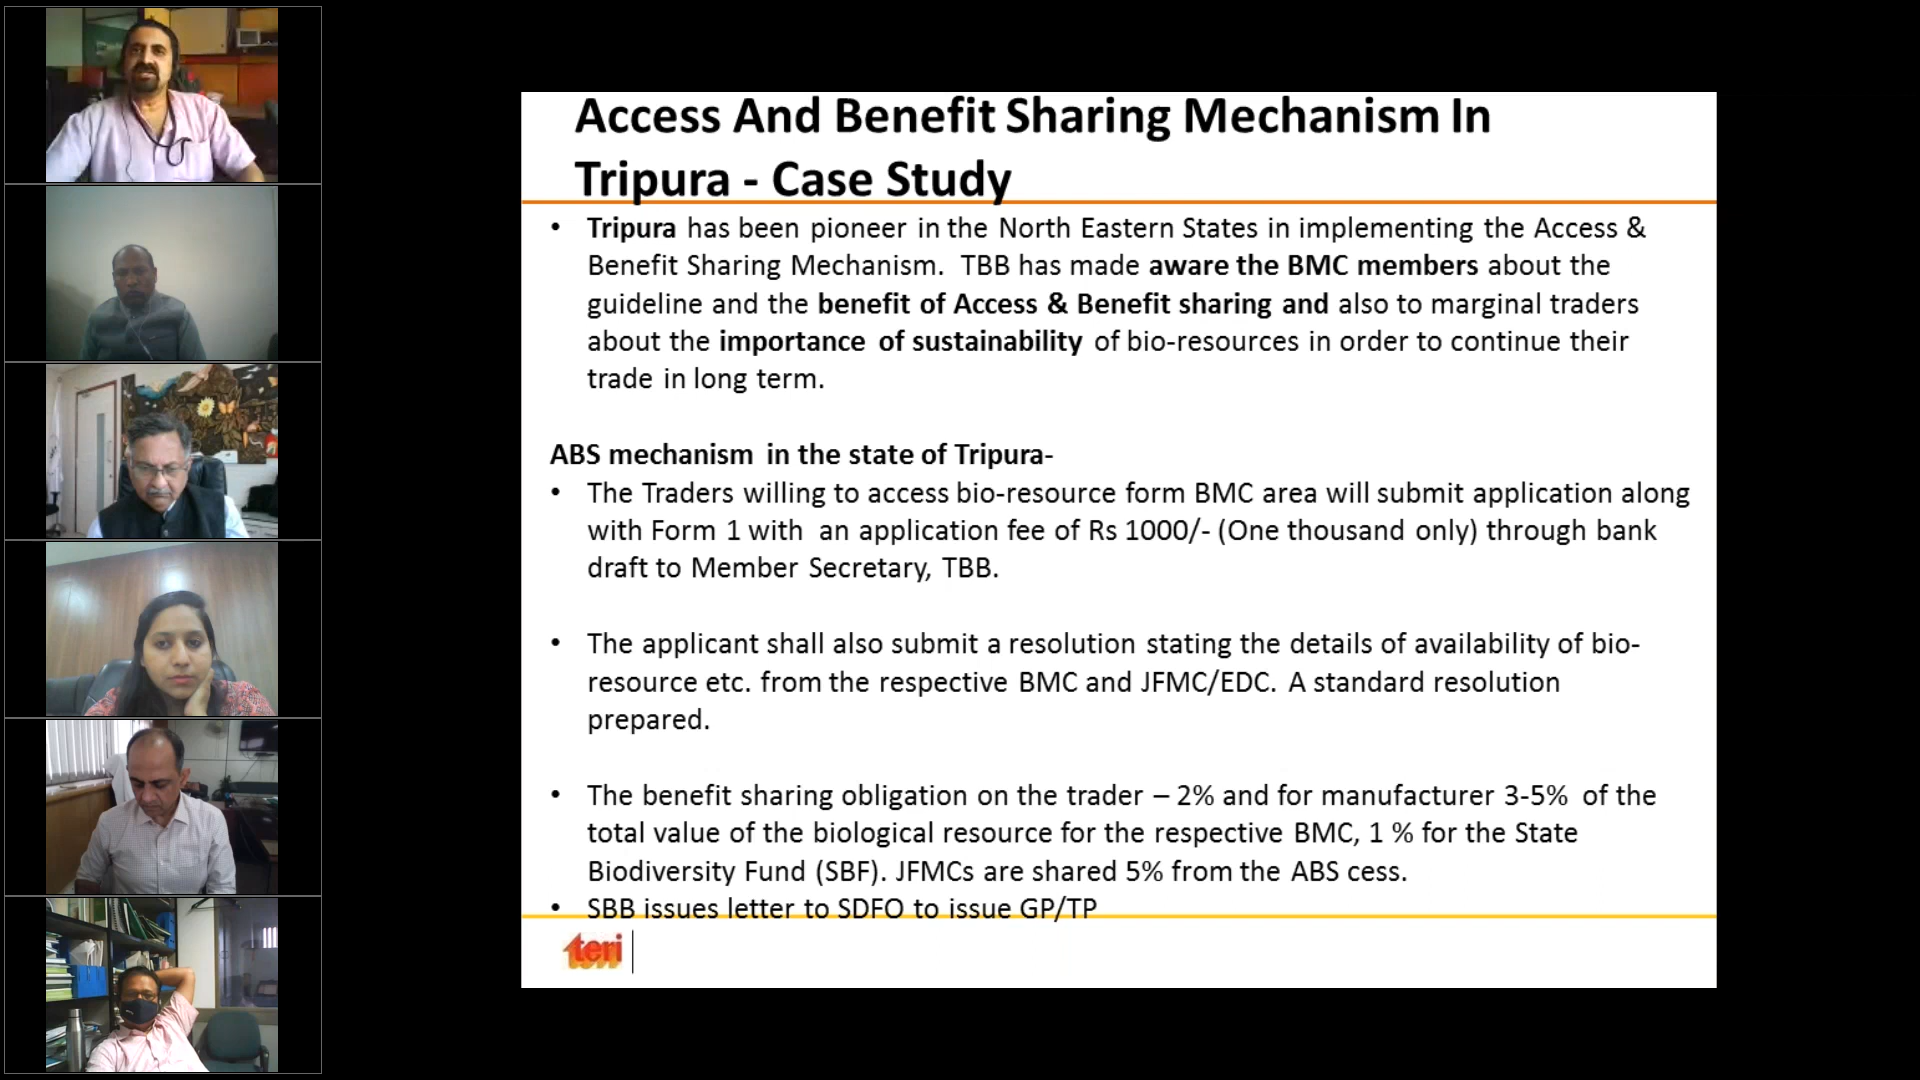 Access And Benefit Sharing Mechanism In
Tripura - Case Study
• Tripura has been pioneer in the North Eastern States in implementing the Access &
Benefit Sharing Mechanism. TBB has made aware the BMC members about the
guideline and the benefit of Access & Benefit sharing and also to marginal traders
about the importance of sustainability of bio-resources in order to continue their
trade in long term.
ABS mechanism in the state of Tripura-
• The Traders willing to access bio-resource form BMC area will submit application along
with Form 1 with an application fee of Rs 1000/- (One thousand only) through bank
draft to Member Secretary, TBB.
• The applicant shall also submit a resolution stating the details of availability of bio-
resource etc. from the respective BMC and JFMC/EDC. A standard resolution
prepared.
• The benefit sharing obligation on the trader – 2% and for manufacturer 3-5% of the
total value of the biological resource for the respective BMC, 1 % for the State
Biodiversity Fund (SBF). JFMCs are shared 5% from the ABS cess.
• SBB issues letter to SDFO to issue GP/TP
teri